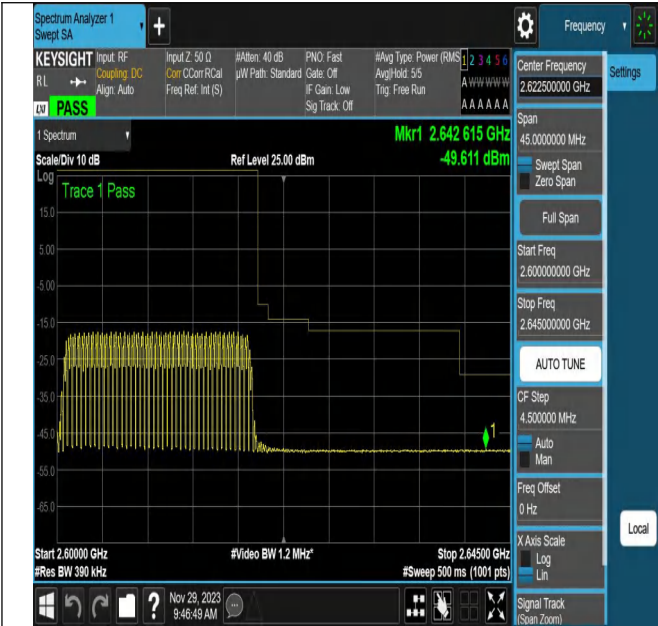 Spectrum Analyzer 1
Swept SA
+
Frequency
KEYSIGHT
Input: RF
Coupling: DC
Align: Auto
Input Z: 50 Ω
Corr CCorr RCal
Freq Ref: Int (S)
#Atten: 40 dB
µW Path: Standard
PNO: Fast
Gate: Off
IF Gain: Low
Sig Track: Off
#Avg Type: Power (RMS
Avg|Hold: 5/5
Trig: Free Run
1 2 3 4 5 6
A W W W W W
A A A A A A
R L
LXI
PASS
1 Spectrum
Scale/Div 10 dB
Log
Ref Level 25.00 dBm
Mkr1 2.642 615 GHz
-49.611 dBm
Trace 1 Pass
15.0
5.00
-5.00
-15.0
-25.0
-35.0
-45.0
-55.0
-65.0
1
Start 2.60000 GHz
#Res BW 390 kHz
#Video BW 1.2 MHz*
Stop 2.64500 GHz
#Sweep 500 ms (1001 pts)
Nov 29, 2023
9:46:49 AM
?
Settings
Center Frequency
2.622500000 GHz
Span
45.0000000 MHz
Swept Span
Zero Span
Full Span
Start Freq
2.600000000 GHz
Stop Freq
2.645000000 GHz
AUTO TUNE
CF Step
4.500000 MHz
Auto
Man
Freq Offset
0 Hz
X Axis Scale
Log
Lin
Signal Track
(Span Zoom)
Local